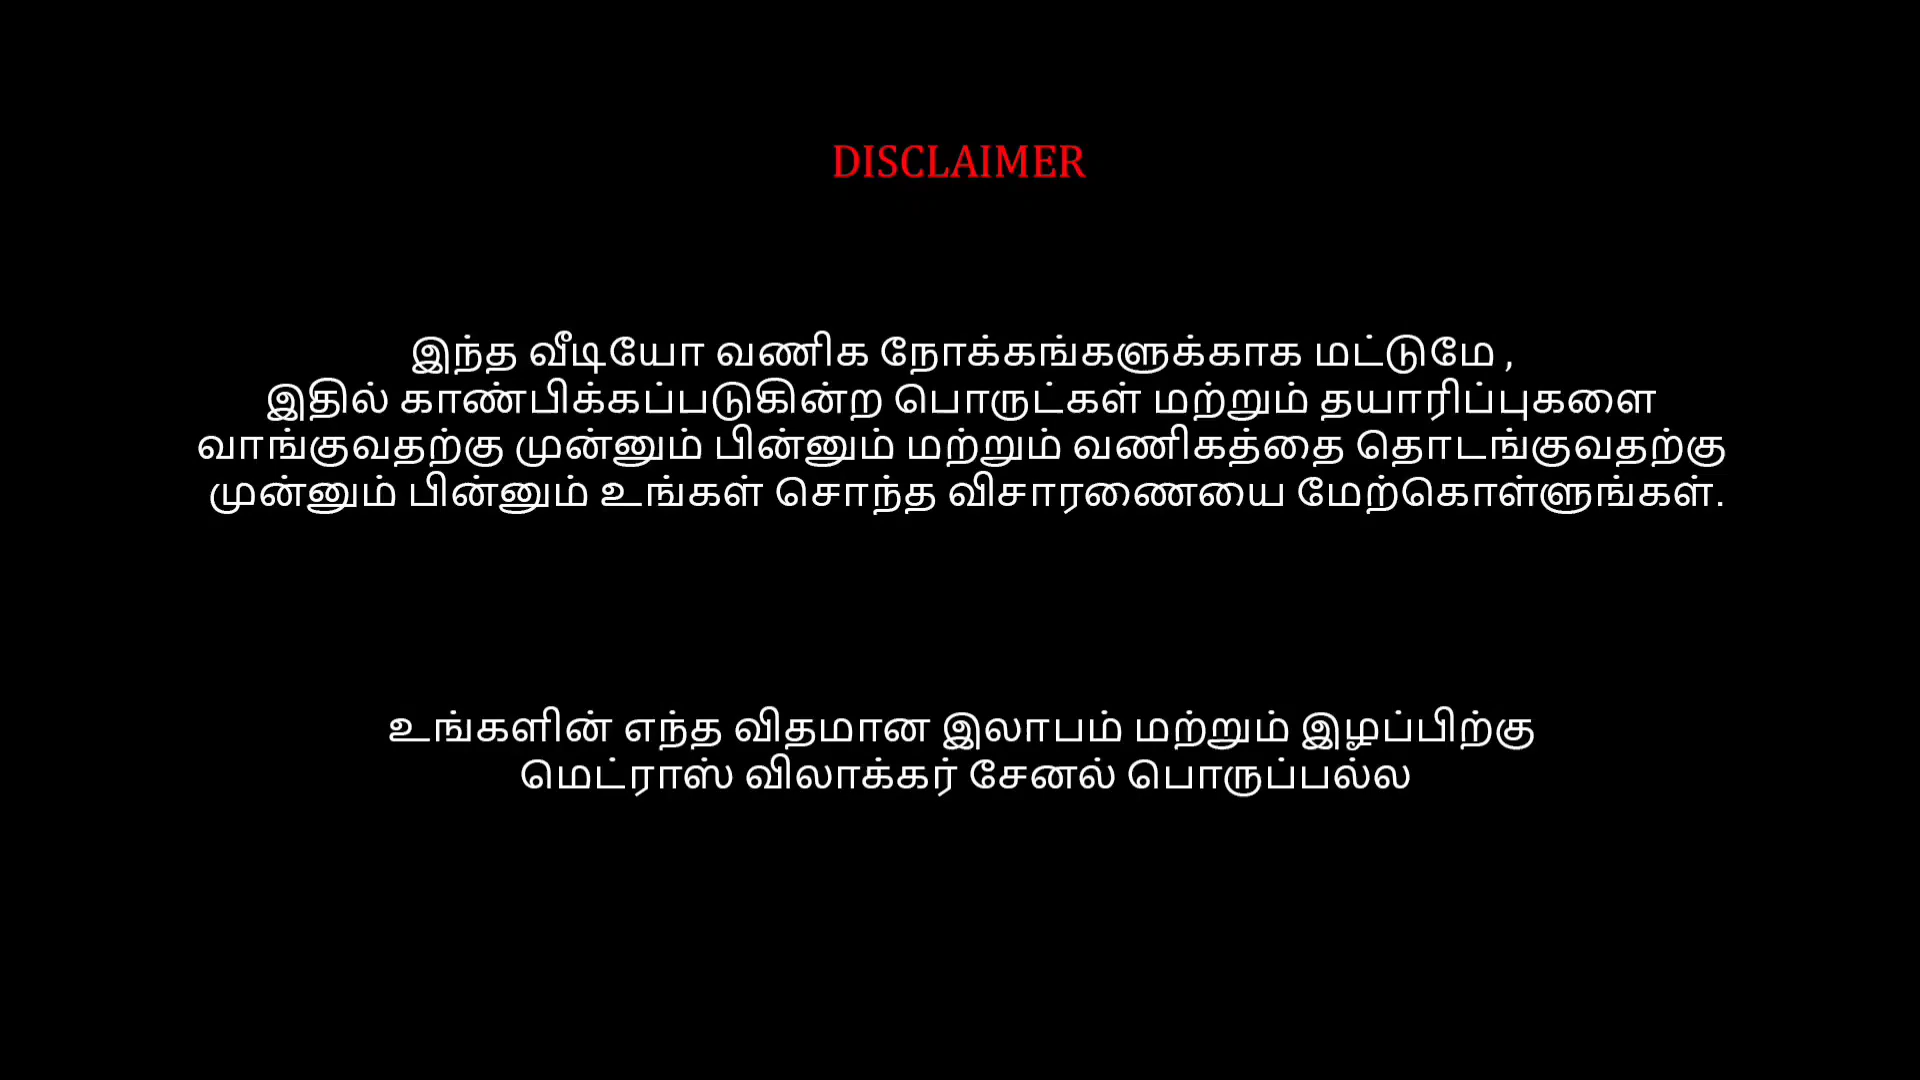 DISCLAIMER
இந்த வீடியோ வணிக நோக்கங்களுக்காக மட்டுமே ,
இதில் காண்பிக்கப்படுகின்ற பொருட்கள் மற்றும் தயாரிப்புகளை
வாங்குவதற்கு முன்னும் பின்னும் மற்றும் வணிகத்தை தொடங்குவதற்கு
முன்னும் பின்னும் உங்கள் சொந்த விசாரணையை மேற்கொள்ளுங்கள்.
உங்களின் எந்த விதமான இலாபம் மற்றும் இழப்பிற்கு
மெட்ராஸ் விலாக்கர் சேனல் பொருப்பல்ல